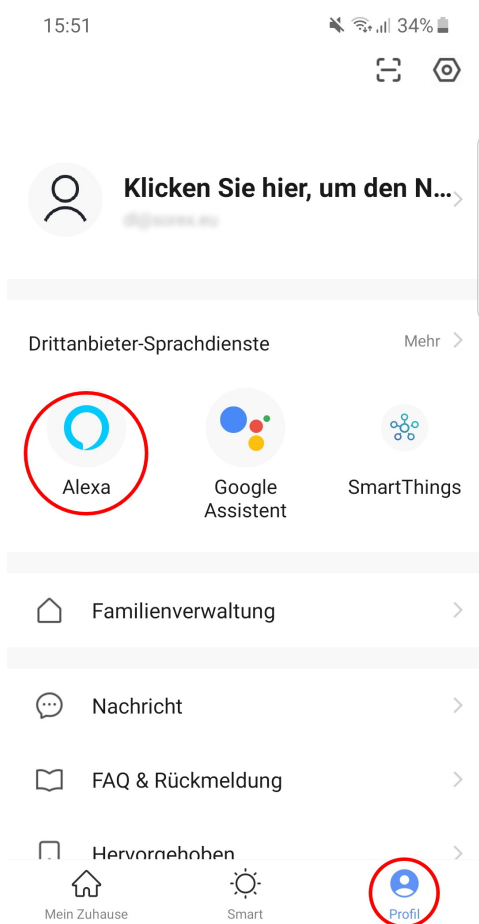 15:51 34%
Klicken Sie hier, um den N...
Drittanbieter-Sprachdienste Mehr
Alexa Google Assistent SmartThings
Familienverwaltung
Nachricht
FAQ & Rückmeldung
Hervorgehoben
Mein Zuhause Smart Profil